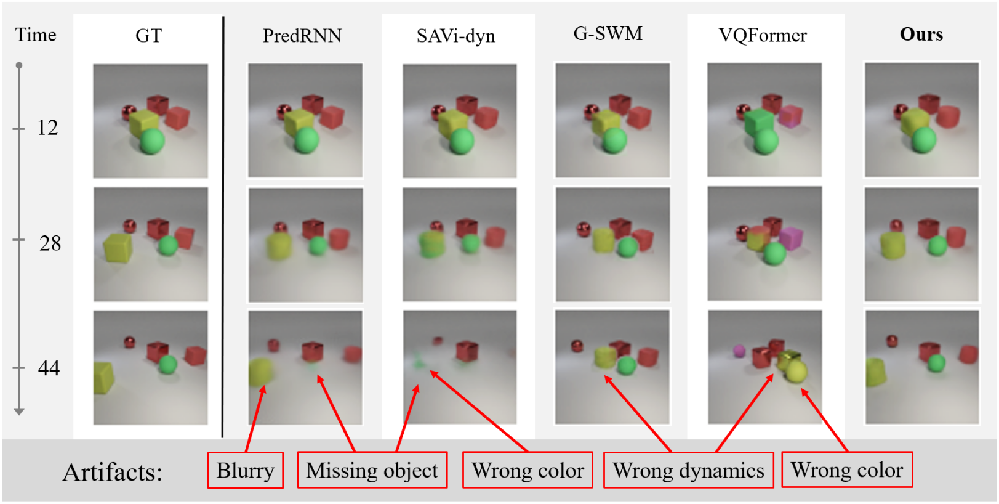 Time GT PredRNN SAVi-dyn G-SWM VQFormer Ours
12
28
44
Artifacts: Blurry Missing object Wrong color Wrong dynamics Wrong color